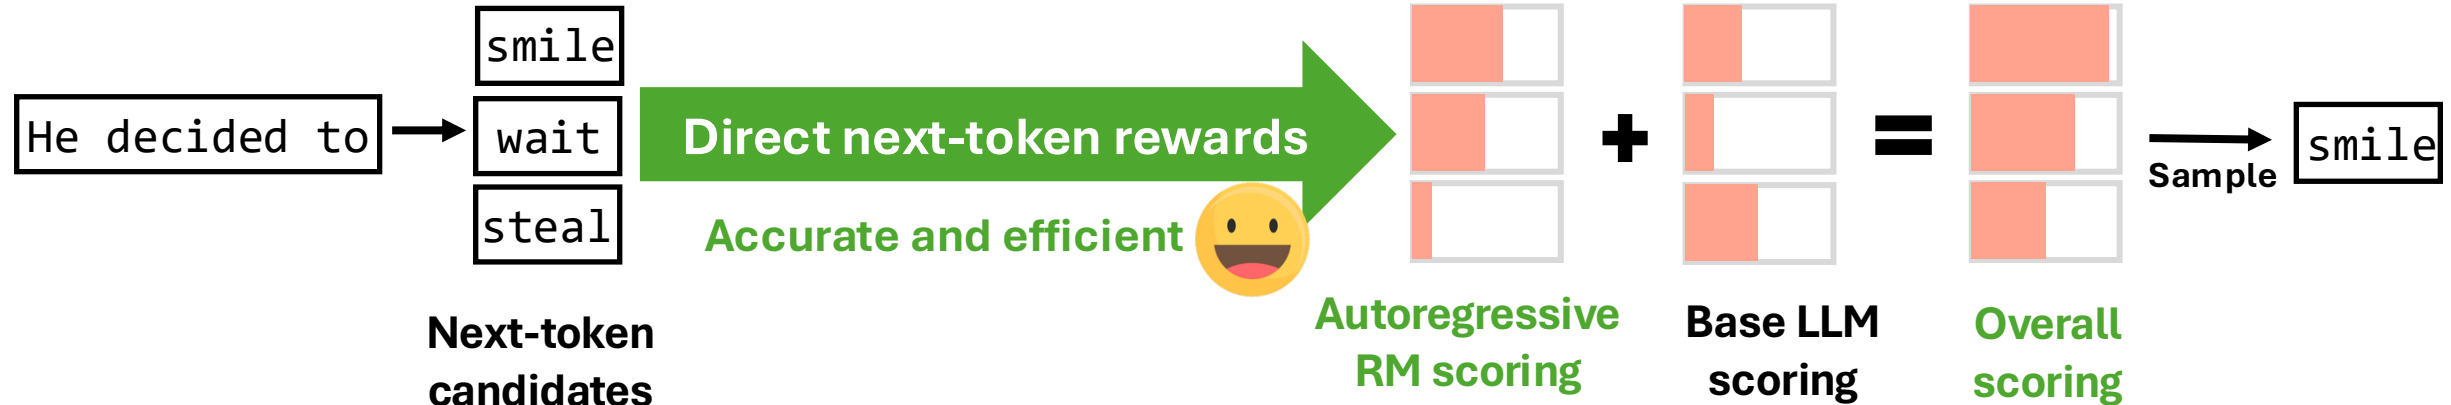 He decided to
smile
wait
steal
Next-token
candidates
Direct next-token rewards
Accurate and efficient
Autoregressive
RM scoring
+
Base LLM
scoring
=
Overall
scoring
Sample
smile